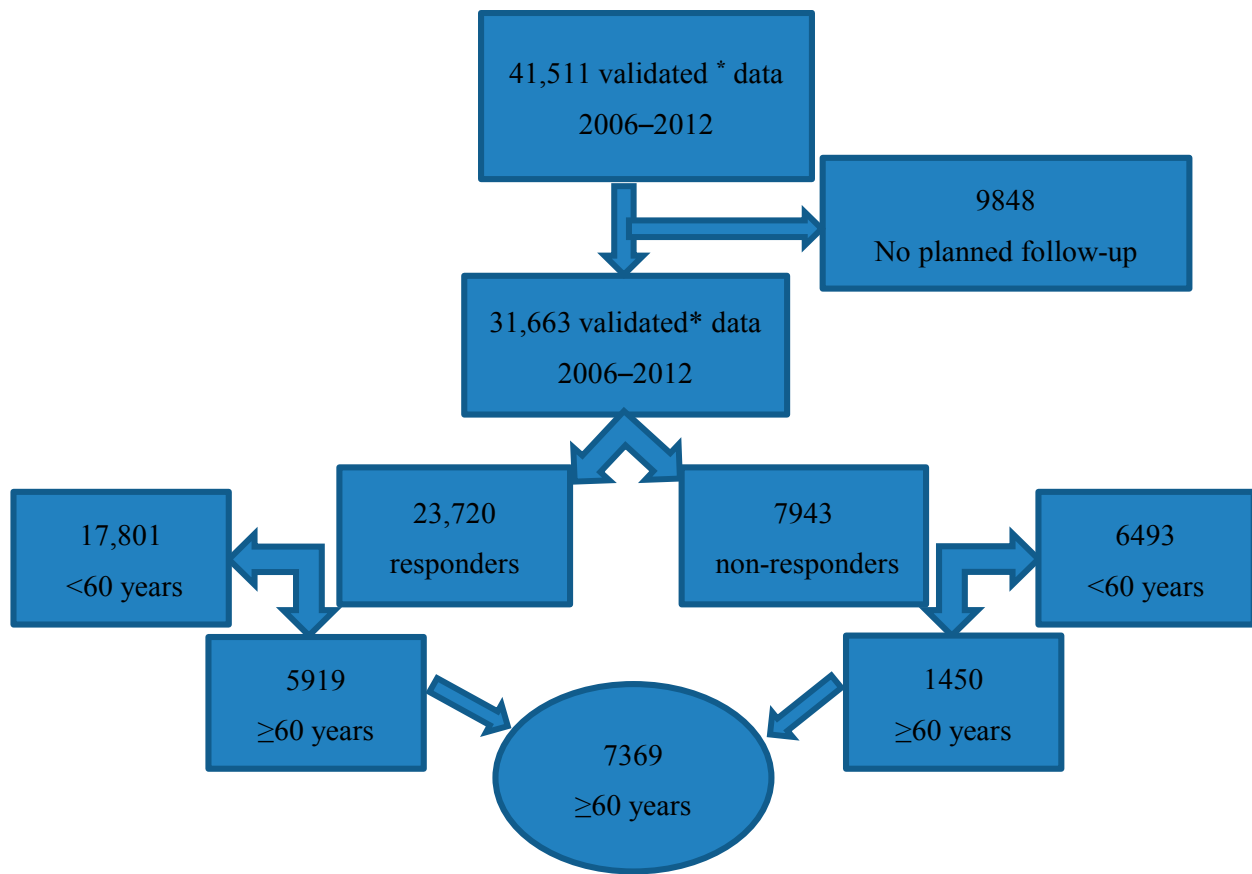 41,511 validated * data
2006–2012
9848
No planned follow-up
31,663 validated* data
2006–2012
23,720
responders
7943
non-responders
17,801
<60 years
6493
<60 years
5919
≥60 years
1450
≥60 years
7369
≥60 years